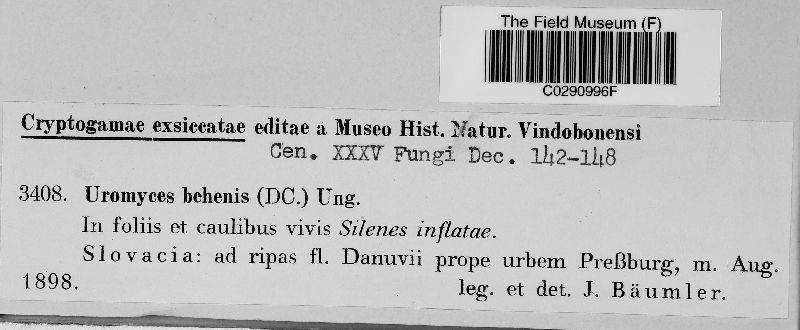 The Field Museum (F)
C0290996F
Cryptogamae exsiccatae editae a Museo Hist. Natur. Vindobonensi
Cen. XXXV Fungi Dec. 142-148
3408. Uromyces behenis (DC.) Ung.
In foliis et caulibus vivis Silenes inflatae.
Slovacia: ad ripas fl. Danuvii prope urbem Preßburg, m. Aug.
1898. leg. et det. J. Bäumler.